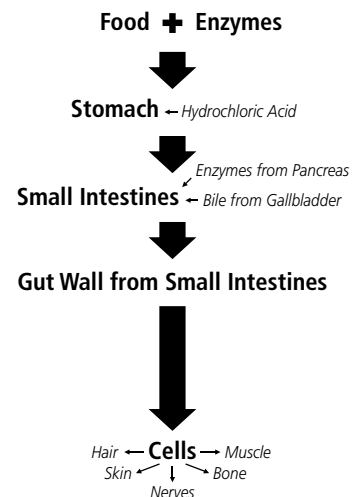 Food + Enzymes
Stomach Hydrochloric Acid
Enzymes from Pancreas
Small Intestines Bile from Gallbladder
Gut Wall from Small Intestines
Hair Cells Muscle
Skin Bone
Nerves